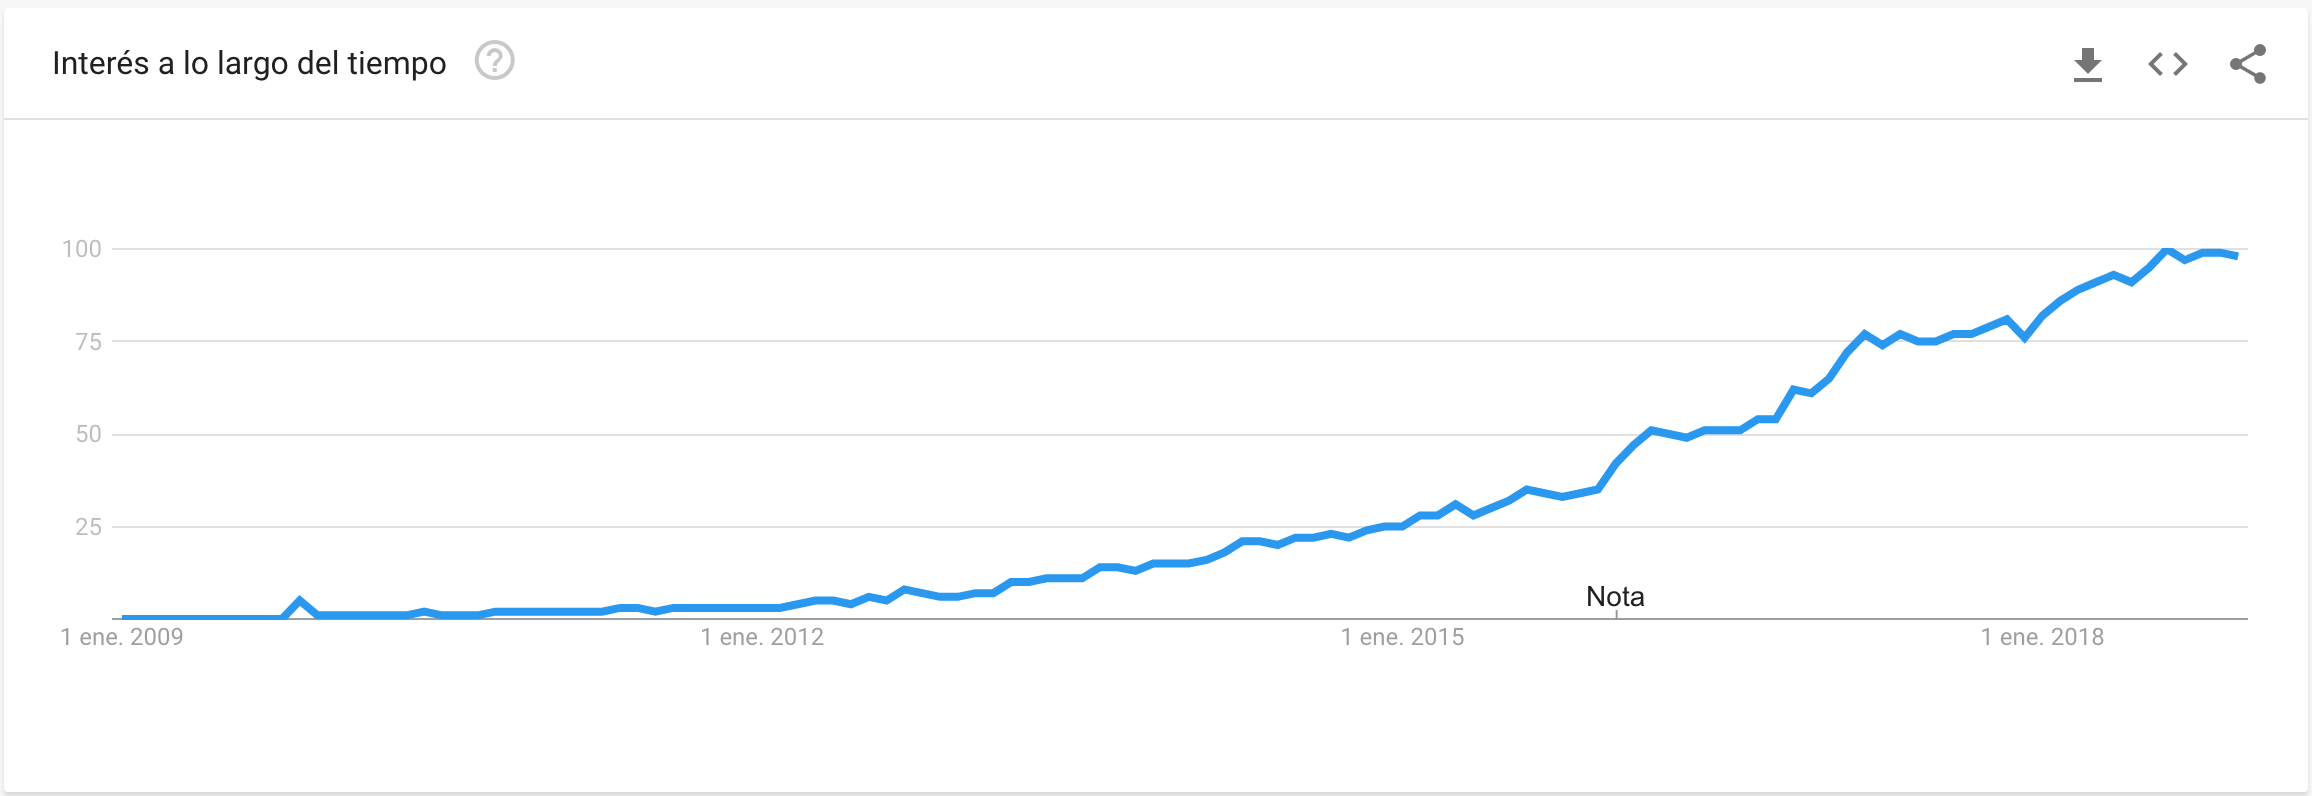 Interés a lo largo del tiempo ?
100
75
50
25
Nota
1 ene. 2009 1 ene. 2012 1 ene. 2015 1 ene. 2018